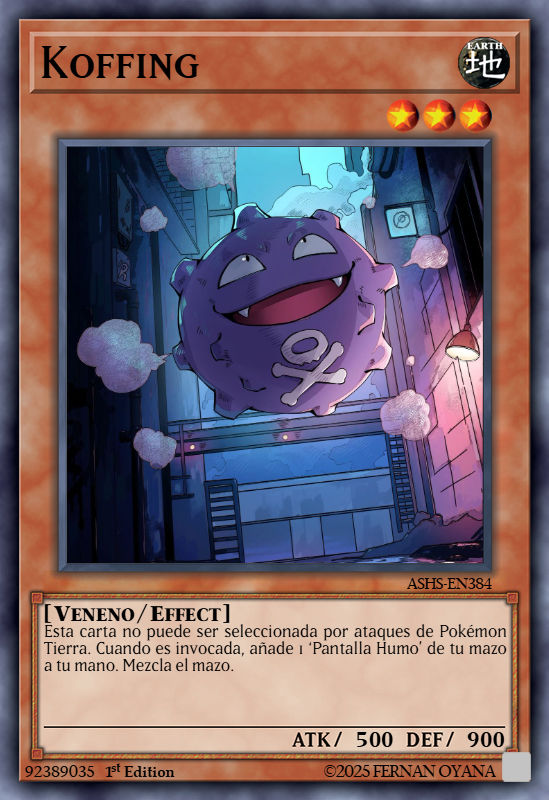 Koffing
EARTH
地
ASHS-EN384
[Veneno/Effect]
Esta carta no puede ser seleccionada por ataques de Pokémon
Tierra. Cuando es invocada, añade 1 ‘Pantalla Humo’ de tu mazo
a tu mano. Mezcla el mazo.
ATK/ 500 DEF/ 900
92389035 1st Edition ©2025 FERNAN OYANA